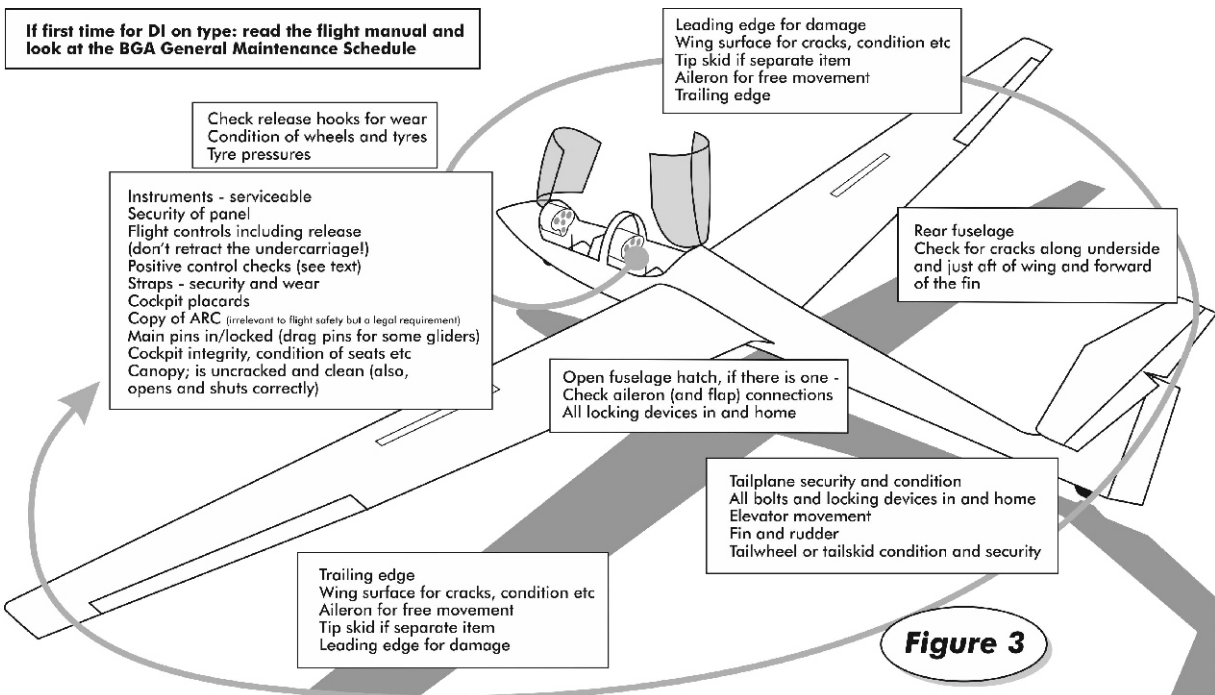 If first time for DI on type: read the flight manual and
look at the BGA General Maintenance Schedule
Leading edge for damage
Wing surface for cracks, condition etc
Tip skid if separate item
Aileron for free movement
Trailing edge
Check release hooks for wear
Condition of wheels and tyres
Tyre pressures
Instruments - serviceable
Security of panel
Flight controls including release
(don't retract the undercarriage!)
Positive control checks (see text)
Straps - security and wear
Cockpit placards
Copy of ARC (irrelevant to flight safety but a legal requirement)
Main pins in/locked (drag pins for some gliders)
Cockpit integrity, condition of seats etc
Canopy; is uncracked and clean (also,
opens and shuts correctly)
Rear fuselage
Check for cracks along underside
and just aft of wing and forward
of the fin
Open fuselage hatch, if there is one -
Check aileron (and flap) connections
All locking devices in and home
Tailplane security and condition
All bolts and locking devices in and home
Elevator movement
Fin and rudder
Tailwheel or tailskid condition and security
Trailing edge
Wing surface for cracks, condition etc
Aileron for free movement
Tip skid if separate item
Leading edge for damage
Figure 3